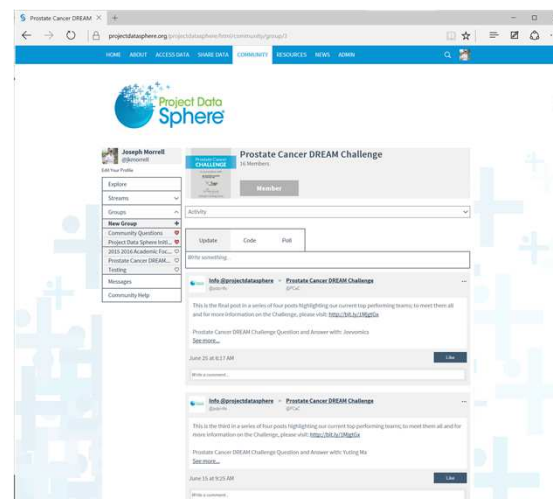 Prostate Cancer DREAM
projectdatasphere.org/projectdatasphere/html/community/group/
HOME ABOUT ACCESS DATA SHARE DATA COMMUNITY RESOURCES NEWS ADMIN
Project Data
Sphere
Joseph Morrell
@jkmorrell
Edit Your Profile
Explore
Streams
Groups
New Group +
Community Questions
Project Data Sphere Initi...
2015 2016 Academic Foc...
Prostate Cancer DREAM...
Testing
Messages
Community Help
Prostate Cancer
CHALLENGE
Prostate Cancer DREAM Challenge
16 Members
Member
Activity
Update Code Poll
Write something...
Info @projectdatasphere Prostate Cancer DREAM Challenge
@PCaC
This is the final post in a series of four posts highlighting our current top performing teams; to meet them all
and for more information on the Challenge, please visit: http://bit.ly/1MjgtGx
Prostate Cancer DREAM Challenge Question and Answer with: Jeevomics
See more...
June 25 at 8:17 AM Like
Write a comment...
Info @projectdatasphere Prostate Cancer DREAM Challenge
@PCaC
This is the third in a series of four posts highlighting our current top performing teams; to meet them all and for
more information on the Challenge, please visit: http://bit.ly/1MjgtGx
Prostate Cancer DREAM Challenge Question and Answer with: Yuting Ma
See more...
June 15 at 9:25 AM Like
Write a comment...